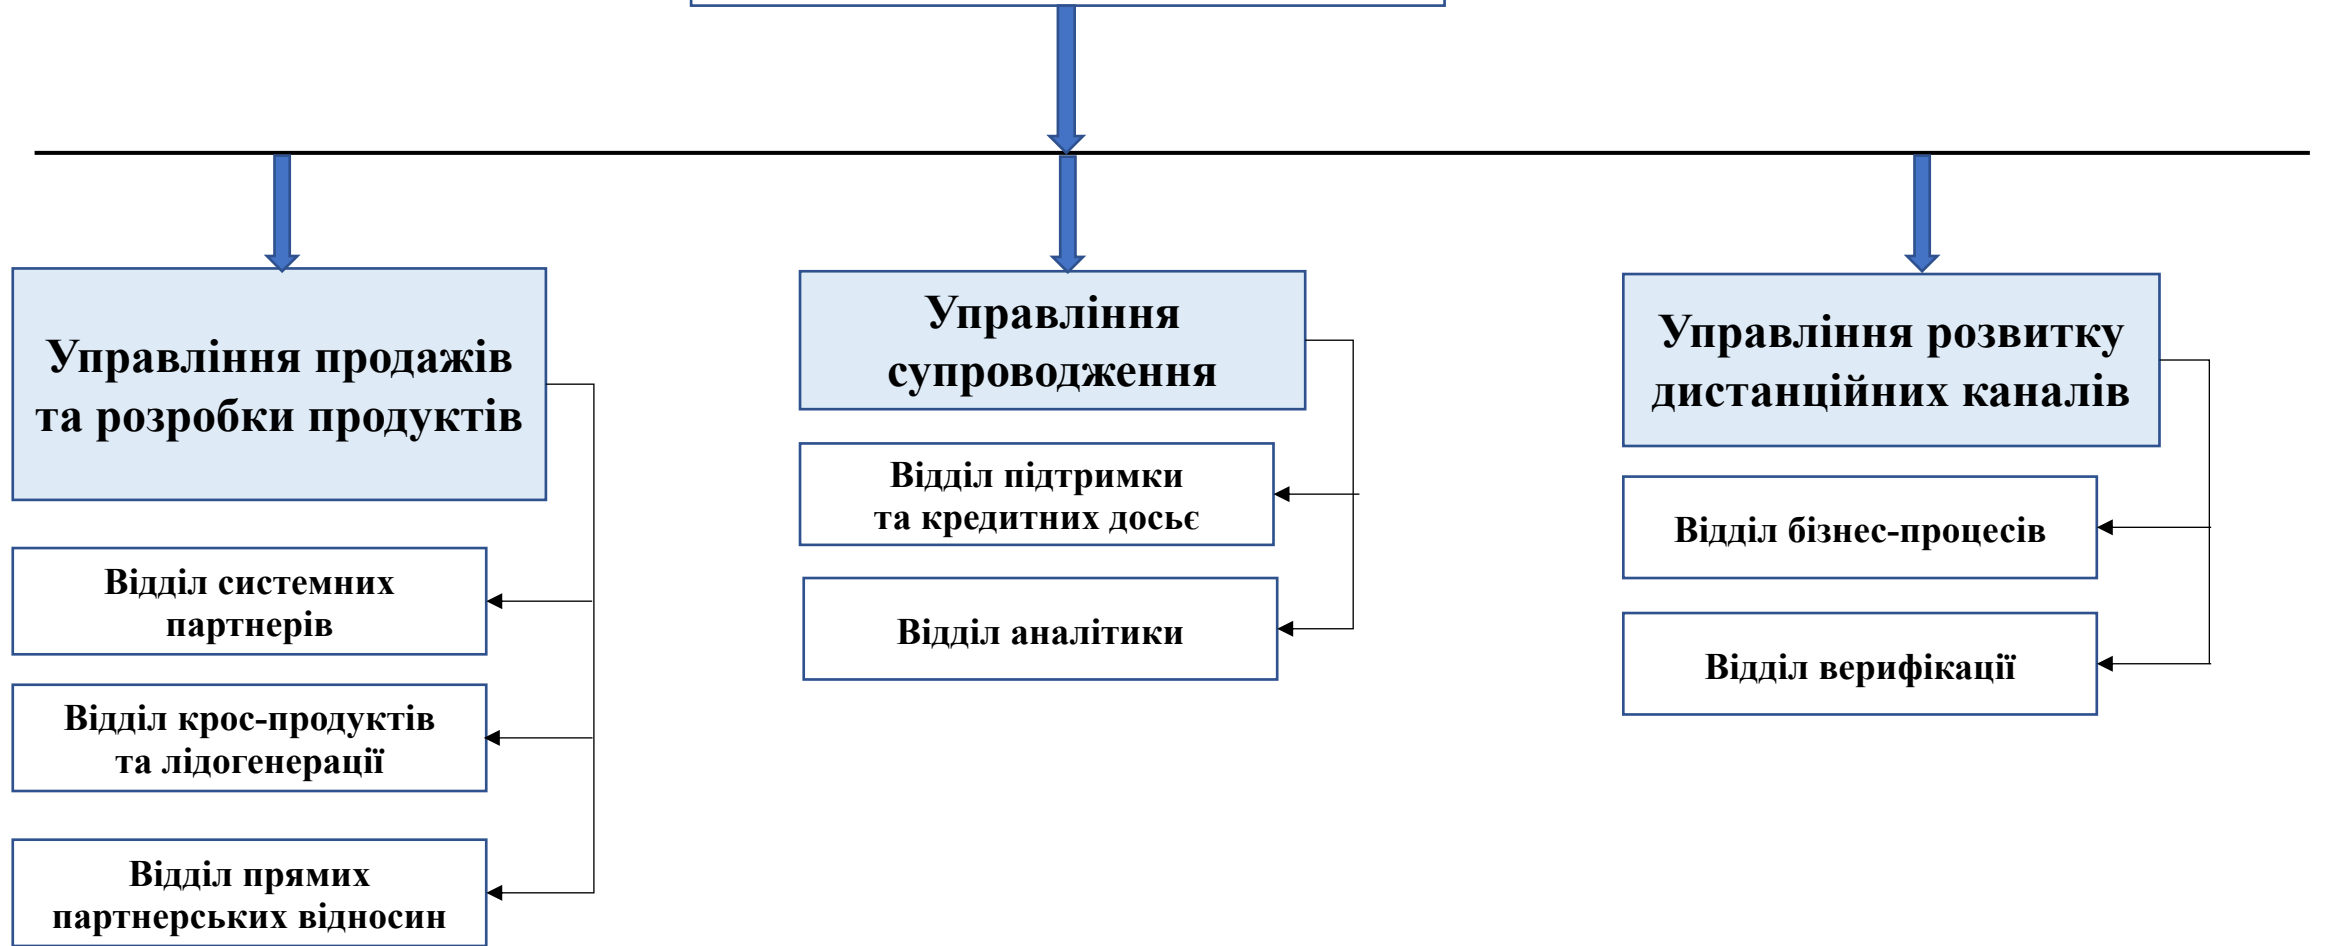 Управління продажів
та розробки продуктів
Відділ системних
партнерів
Відділ крос-продуктів
та лідогенерації
Відділ прямих
партнерських відносин
Управління
супроводження
Відділ підтримки
та кредитних досьє
Відділ аналітики
Управління розвитку
дистанційних каналів
Відділ бізнес-процесів
Відділ верифікації